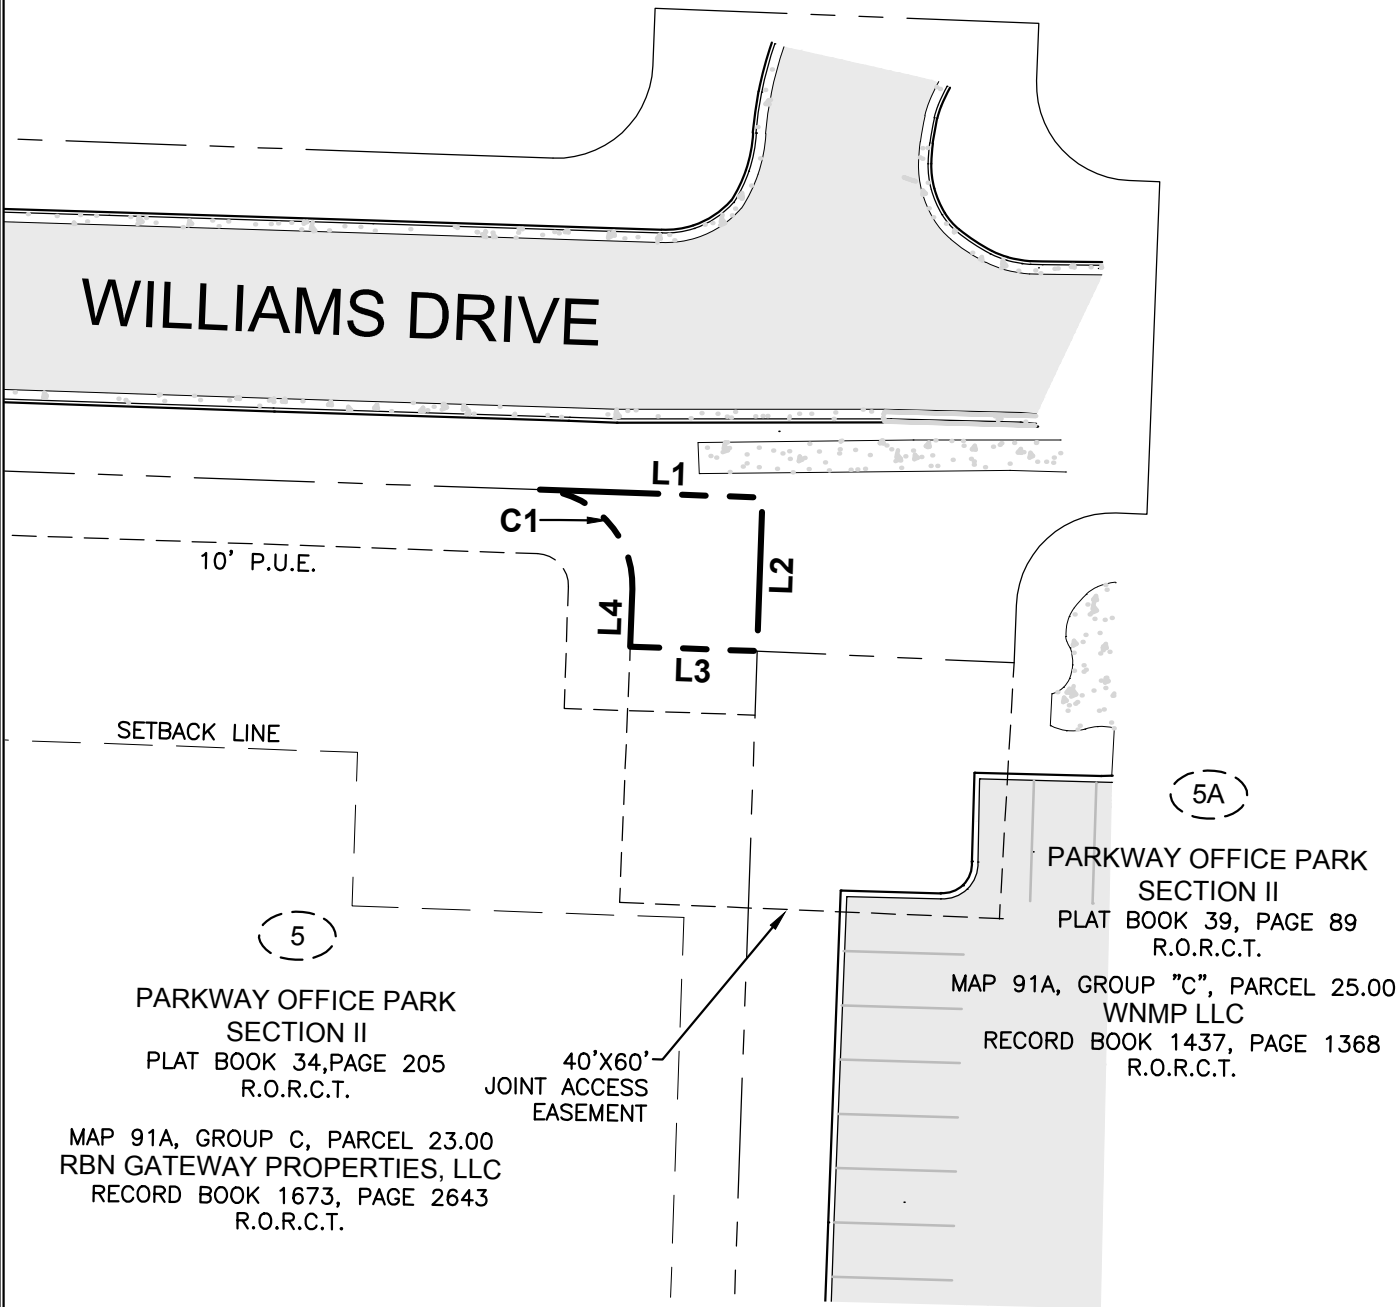 WILLIAMS DRIVE
L1
C1
L2
10' P.U.E.
L4
L3
SETBACK LINE
5A
PARKWAY OFFICE PARK
SECTION II
PLAT BOOK 39, PAGE 89
R.O.R.C.T.
MAP 91A, GROUP "C", PARCEL 25.00
WNMP LLC
RECORD BOOK 1437, PAGE 1368
R.O.R.C.T.
5
PARKWAY OFFICE PARK
SECTION II
PLAT BOOK 34,PAGE 205
R.O.R.C.T.
MAP 91A, GROUP C, PARCEL 23.00
RBN GATEWAY PROPERTIES, LLC
RECORD BOOK 1673, PAGE 2643
R.O.R.C.T.
40'X60'
JOINT ACCESS
EASEMENT